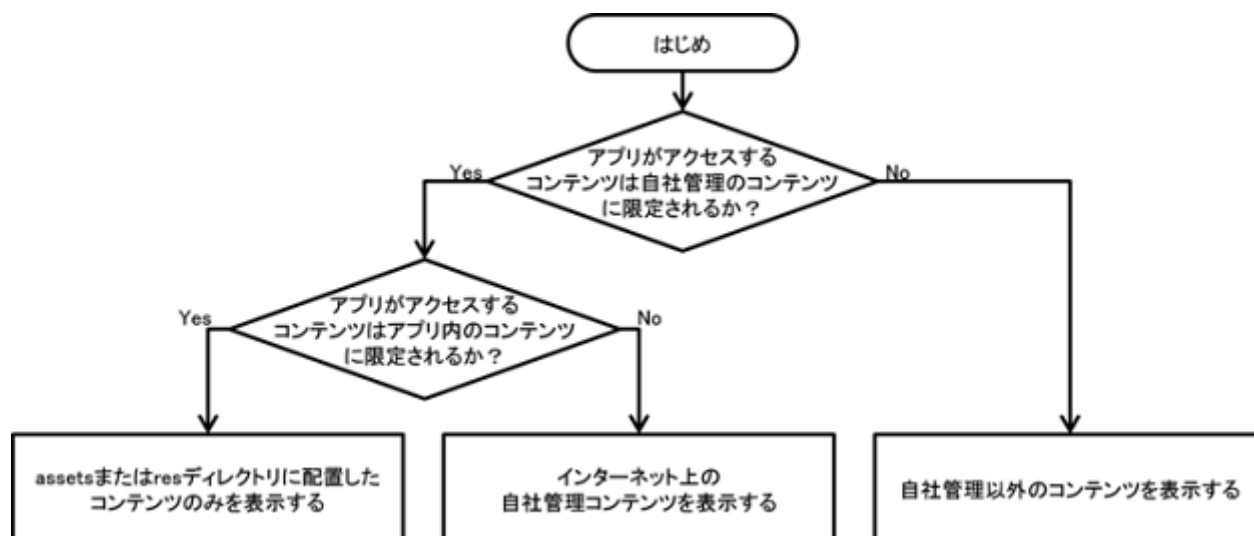 はじめ
アプリがアクセスする
コンテンツは自社管理のコンテンツ
に限定されるか？
Yes
No
アプリがアクセスする
コンテンツはアプリ内のコンテンツ
に限定されるか？
Yes
No
assetsまたはresディレクトリに配置した
コンテンツのみを表示する
インターネット上の
自社管理コンテンツを表示する
自社管理以外のコンテンツを表示する